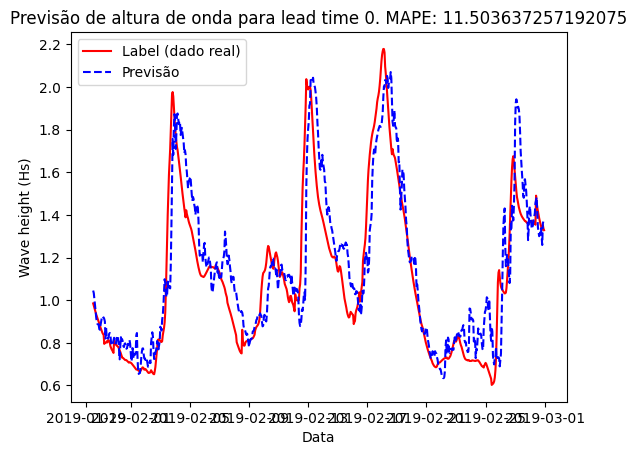 Previsão de altura de onda para lead time 0. MAPE: 11.503637257192075
Label (dado real)
Previsão
2.2
2.0
1.8
1.6
1.4
1.2
1.0
0.8
0.6
Wave height (Hs)
2019-01-29 2019-02-01 2019-02-05 2019-02-09 2019-02-13 2019-02-17 2019-02-21 2019-02-25 2019-03-01
Data